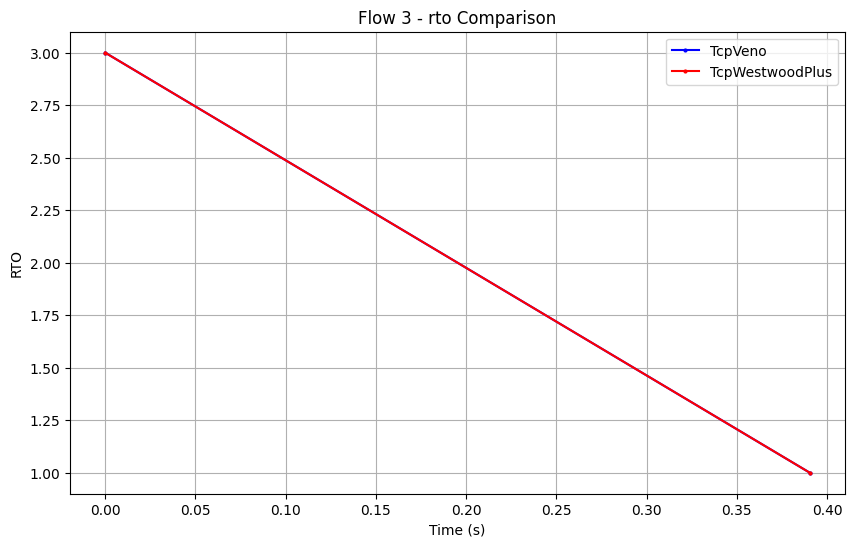 Flow 3 - rto Comparison
TcpVeno
TcpWestwoodPlus
RTO
3.00
2.75
2.50
2.25
2.00
1.75
1.50
1.25
1.00
0.00 0.05 0.10 0.15 0.20 0.25 0.30 0.35 0.40
Time (s)